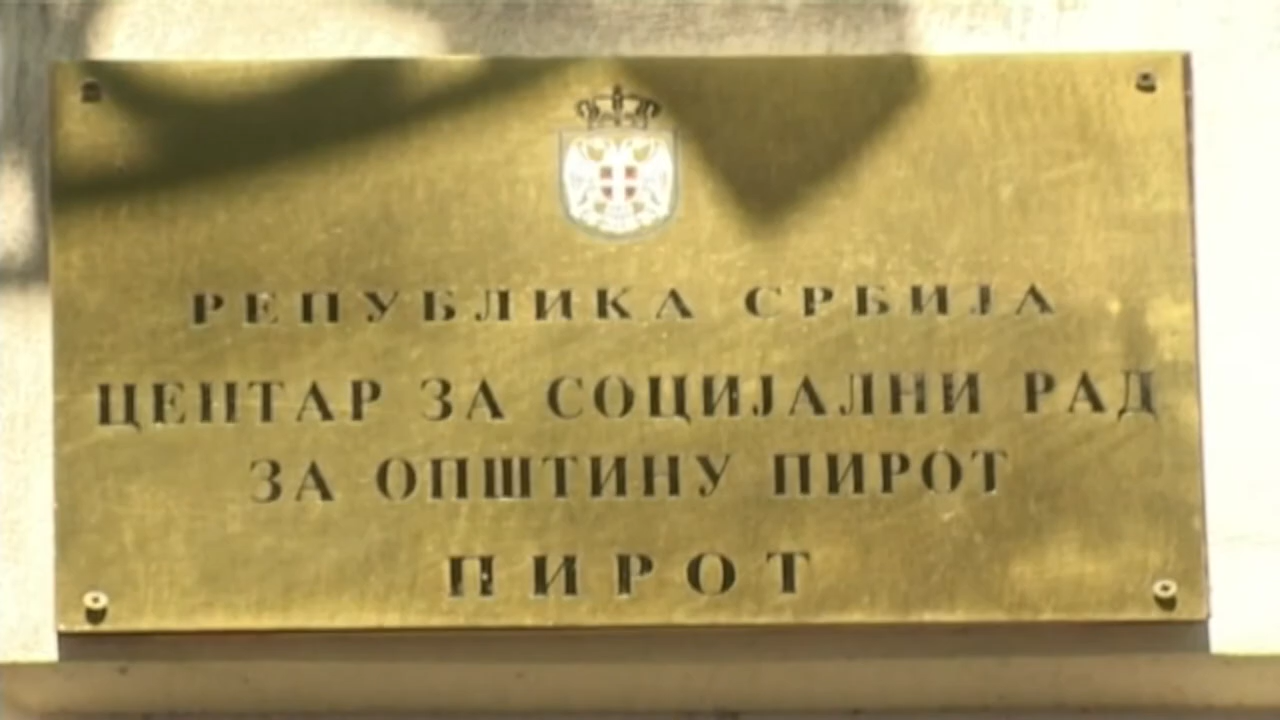 РЕПУБЛИКА СРБИЈА
ЦЕНТАР ЗА СОЦИЈАЛНИ РАД
ЗА ОПШТИНУ ПИРОТ
ПИРОТ